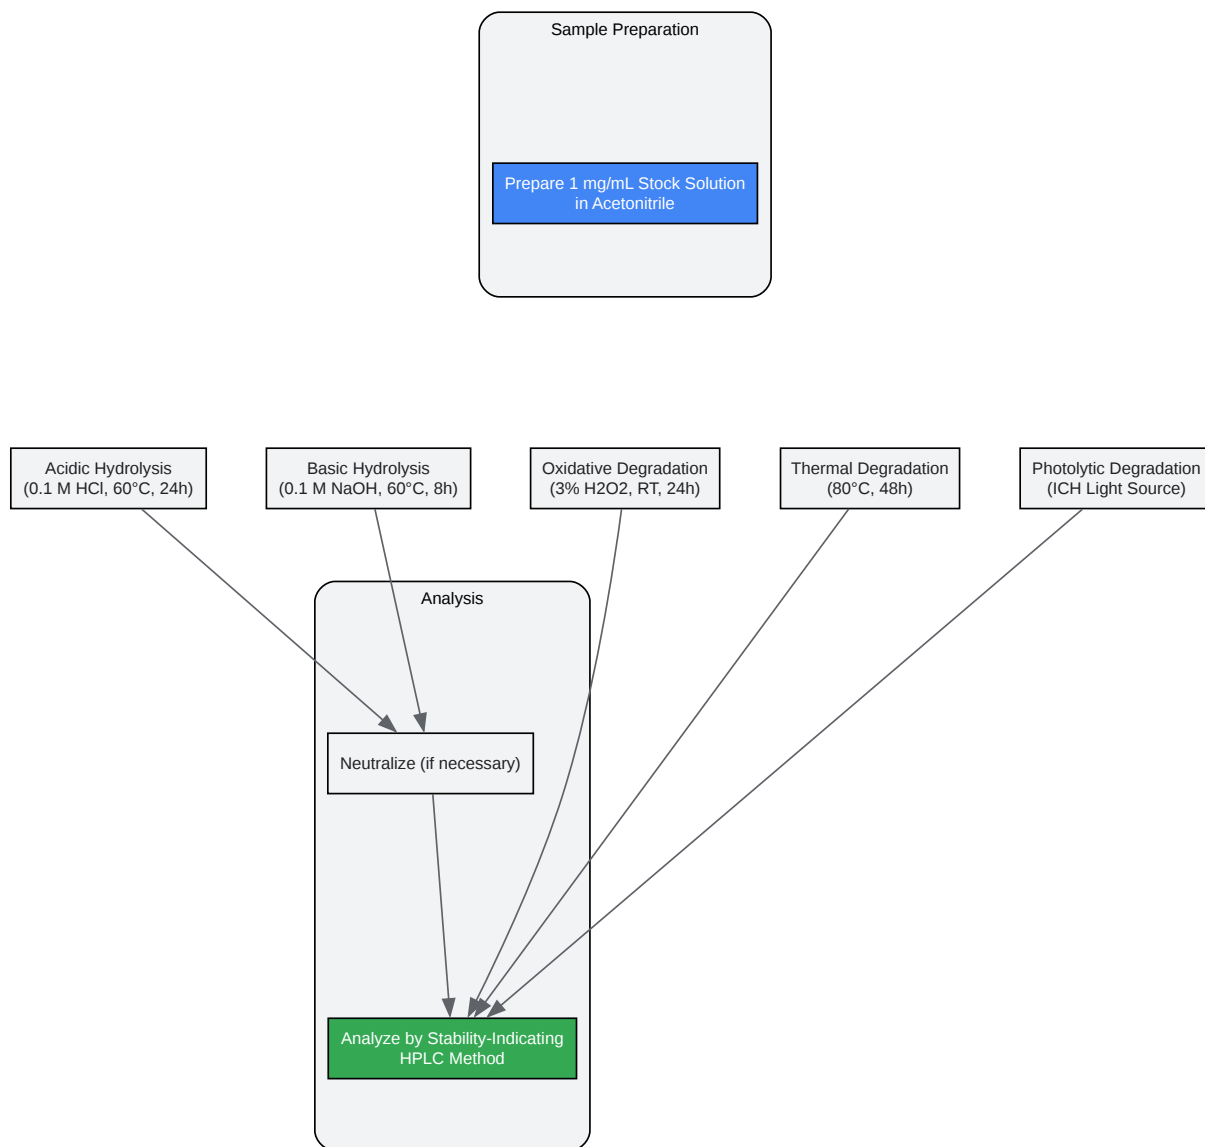 Sample Preparation
Prepare 1 mg/mL Stock Solution
in Acetonitrile
Acidic Hydrolysis
(0.1 M HCl, 60°C, 24h)
Basic Hydrolysis
(0.1 M NaOH, 60°C, 8h)
Oxidative Degradation
(3% H2O2, RT, 24h)
Thermal Degradation
(80°C, 48h)
Photolytic Degradation
(ICH Light Source)
Analysis
Neutralize (if necessary)
Analyze by Stability-Indicating
HPLC Method